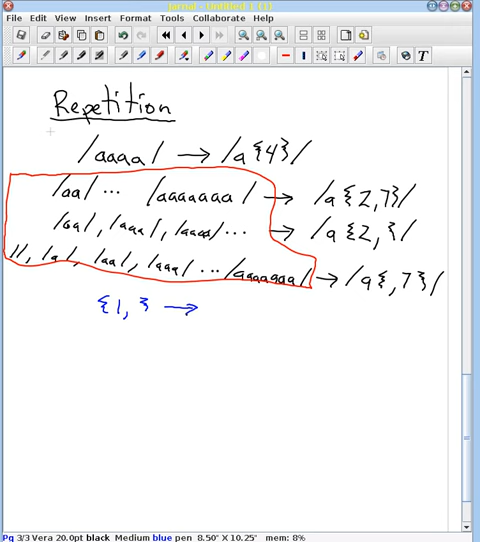 jarnal - Untitled 1 (1)
File Edit View Insert Format Tools Collaborate Help
T
Repetition
/aaaa/ → /a{4}/
/aa/ ... /aaaaaaa/ → /a{2,7}/
/aa/, /aaa/, /aaaa/ ... → /a{2,}/
//, /a/, /aa/, /aaa/ ... /aaaaaaa/ → /a{,7}/
{1, } →
Pg 3/3 Vera 20.0pt black Medium blue pen 8.50" X 10.25" mem: 8%